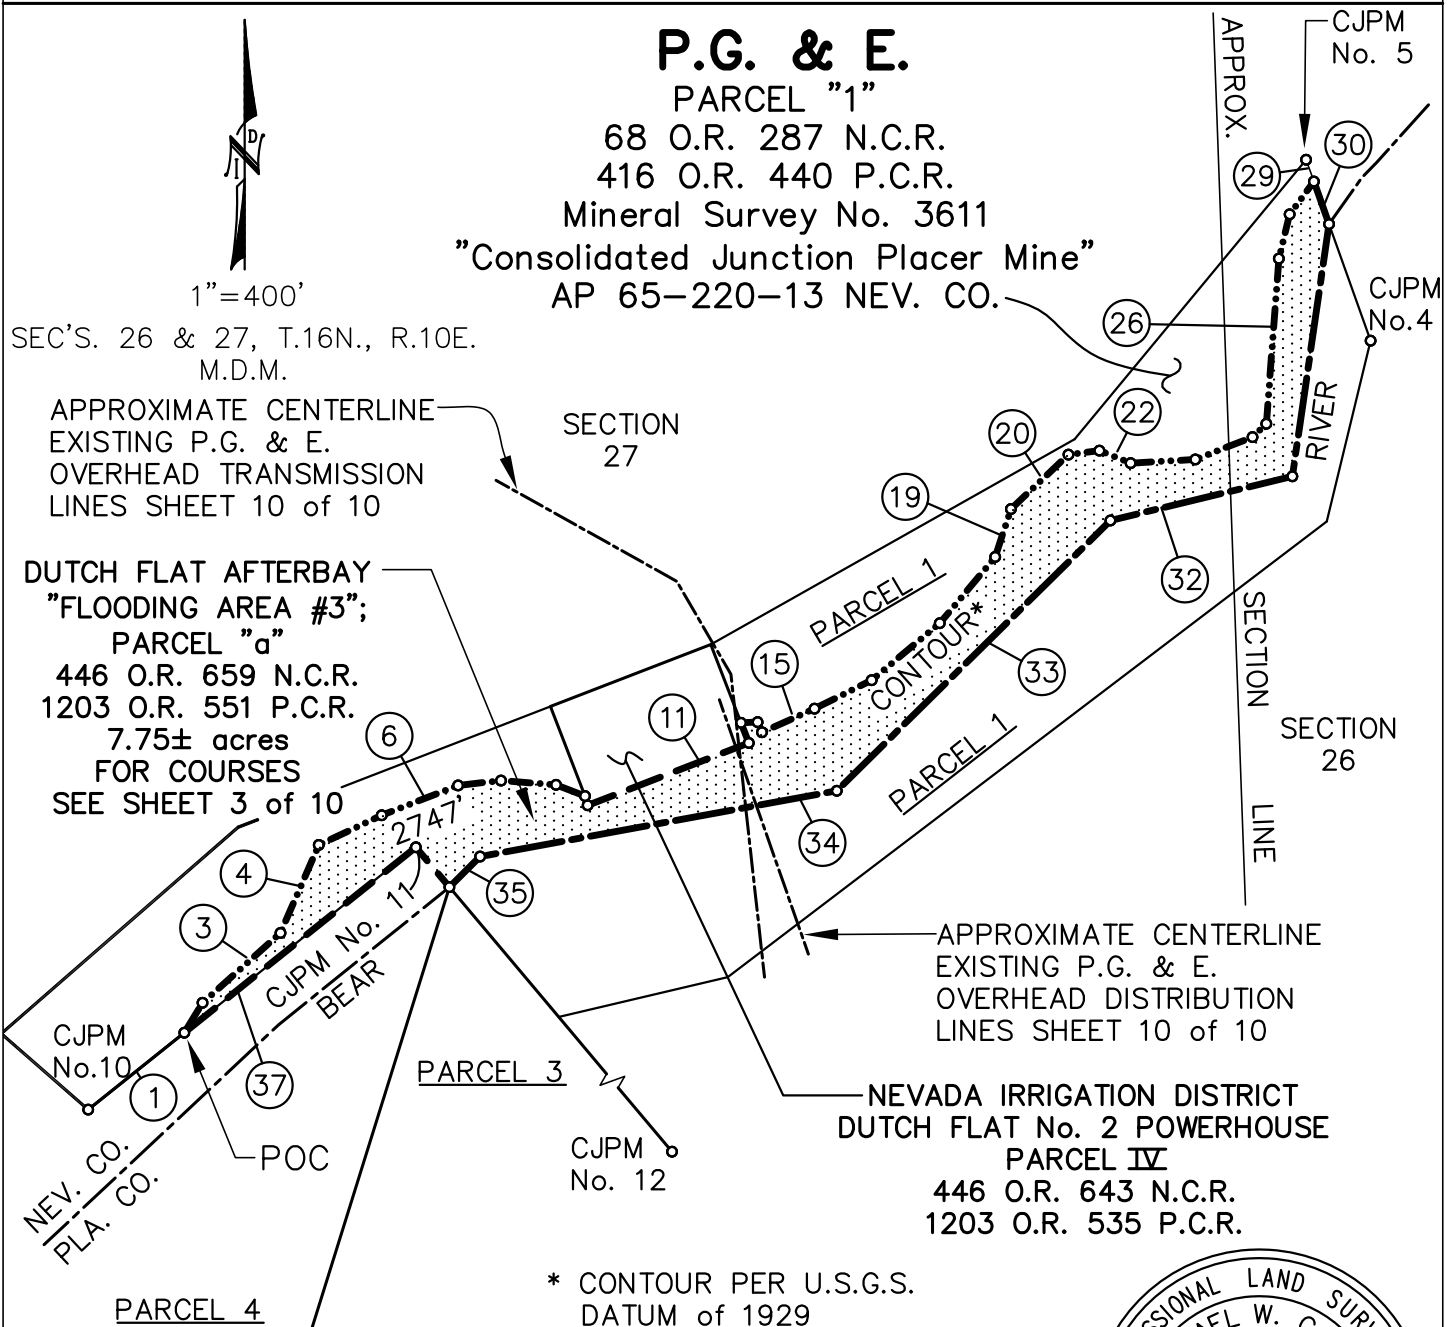 P.G. & E.
PARCEL "1"
68 O.R. 287 N.C.R.
416 O.R. 440 P.C.R.
Mineral Survey No. 3611
"Consolidated Junction Placer Mine"
AP 65-220-13 NEV. CO.
CJPM
No. 5
APPROX.
30
29
N
I
D
1"=400'
SEC'S. 26 & 27, T.16N., R.10E.
M.D.M.
CJPM
No.4
26
APPROXIMATE CENTERLINE
EXISTING P.G. & E.
OVERHEAD TRANSMISSION
LINES SHEET 10 of 10
SECTION
27
22
20
19
RIVER
32
DUTCH FLAT AFTERBAY
"FLOODING AREA #3";
PARCEL "a"
446 O.R. 659 N.C.R.
1203 O.R. 551 P.C.R.
7.75± acres
FOR COURSES
SEE SHEET 3 of 10
PARCEL 1
CONTOUR*
2747'
SECTION
33
15
11
6
PARCEL 1
SECTION
26
LINE
34
35
4
3
CJPM No. 11
BEAR
APPROXIMATE CENTERLINE
EXISTING P.G. & E.
OVERHEAD DISTRIBUTION
LINES SHEET 10 of 10
CJPM
No.10
1
37
PARCEL 3
POC
NEV. CO.
PLA. CO.
CJPM
No. 12
NEVADA IRRIGATION DISTRICT
DUTCH FLAT No. 2 POWERHOUSE
PARCEL IV
446 O.R. 643 N.C.R.
1203 O.R. 535 P.C.R.
PARCEL 4
* CONTOUR PER U.S.G.S.
DATUM of 1929
LAND
W.